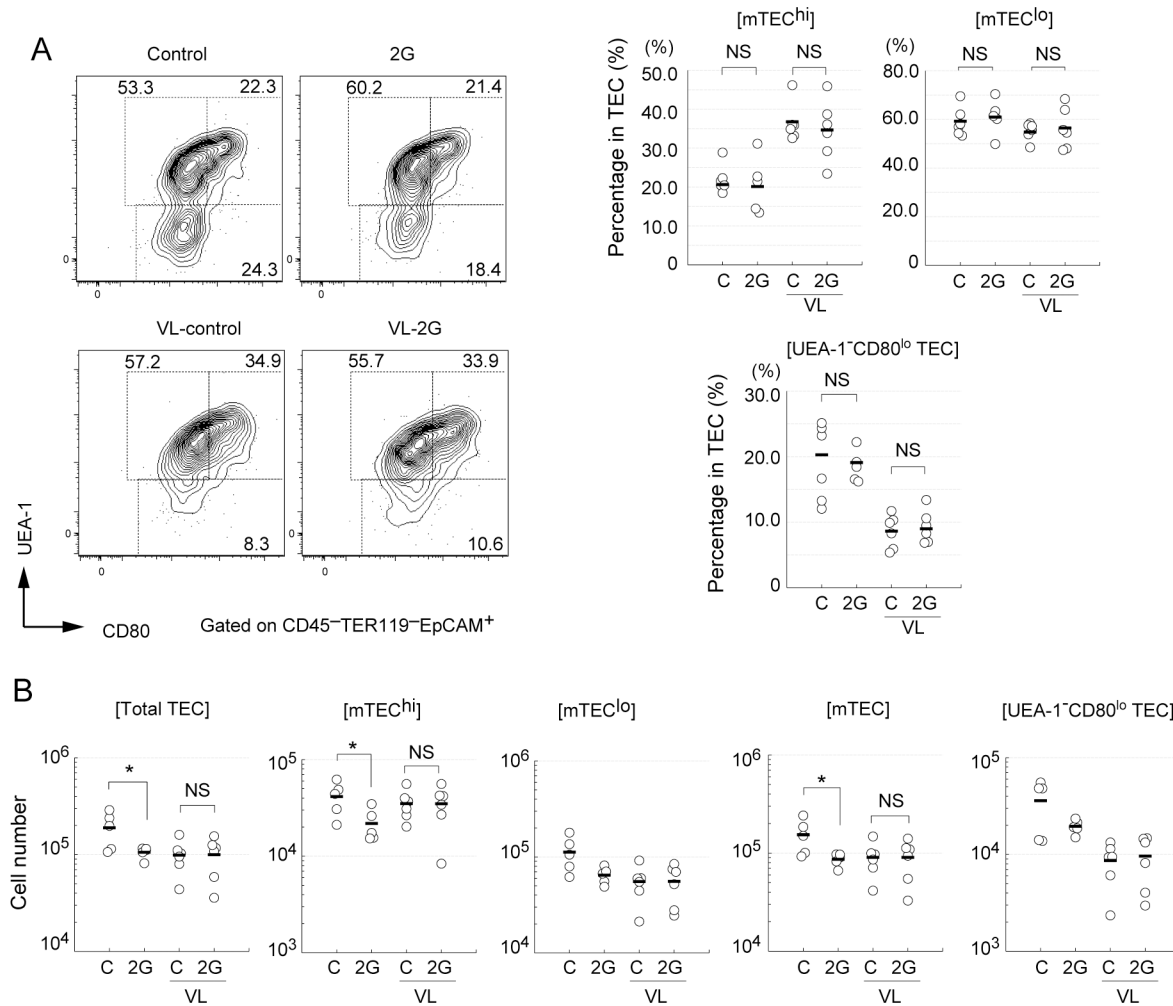 A
Control
2G
53.3 22.3
60.2 21.4
0
24.3
0
18.4
0
0
VL-control
VL-2G
57.2 34.9
55.7 33.9
0
8.3
0
10.6
0
0
UEA-1
CD80
Gated on CD45−TER119−EpCAM+
[mTEChi]
(%)
NS
NS
Percentage in TEC (%)
50.0
40.0
30.0
20.0
10.0
0
C 2G C 2G
VL
[mTEClo]
(%)
NS
NS
80.0
60.0
40.0
20.0
0
C 2G C 2G
VL
[UEA-1-CD80lo TEC]
(%)
NS
NS
Percentage in TEC (%)
30.0
20.0
10.0
0
C 2G C 2G
VL
B
Cell number
[Total TEC]
106
*
NS
105
104
C 2G C 2G
VL
[mTEChi]
105
*
NS
104
103
C 2G C 2G
VL
[mTEClo]
106
105
104
C 2G C 2G
VL
[mTEC]
106
*
NS
105
104
C 2G C 2G
VL
[UEA-1-CD80lo TEC]
105
104
103
C 2G C 2G
VL